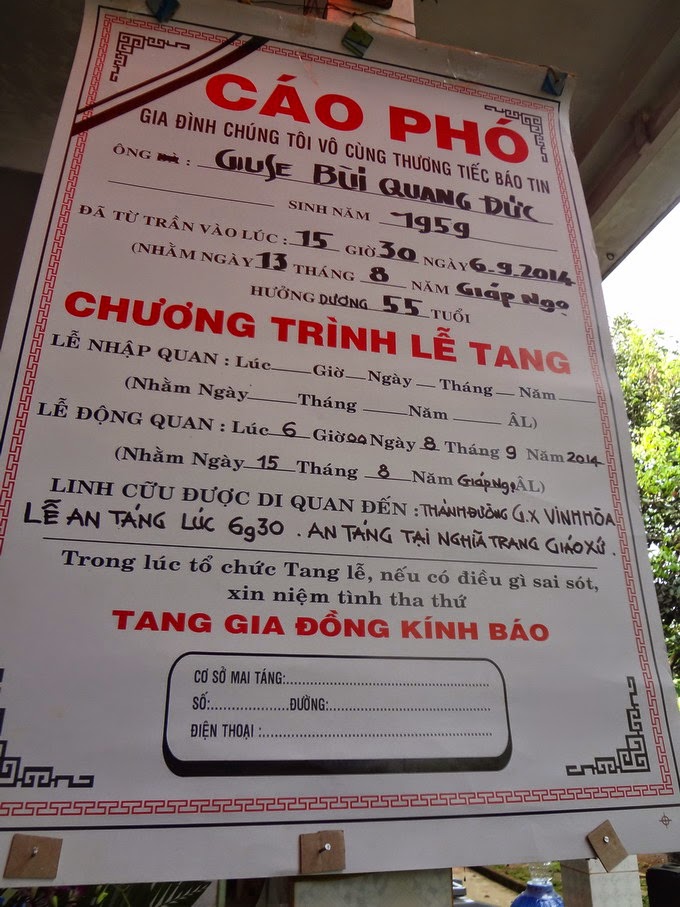 CÁO PHÓ
GIA ĐÌNH CHÚNG TÔI VÔ CÙNG THƯƠNG TIẾC BÁO TIN
ÔNG BÀ : GIUSE BÙI QUANG ĐỨC
SINH NĂM 1959
ĐÃ TỪ TRẦN VÀO LÚC : 15 GIỜ 30 NGÀY 6-9-2014
(NHẰM NGÀY 13 THÁNG 8 NĂM Giáp Ngọ
HƯỞNG DƯƠNG 55 TUỔI
CHƯƠNG TRÌNH LỄ TANG
LỄ NHẬP QUAN : Lúc Giờ Ngày Tháng Năm
(Nhằm Ngày Tháng Năm ÂL)
LỄ ĐỘNG QUAN : Lúc 6 Giờ 00 Ngày 8 Tháng 9 Năm 2014
(Nhằm Ngày 15 Tháng 8 Năm Giáp Ngọ ÂL)
LINH CỮU ĐƯỢC DI QUAN ĐẾN : THÁNH ĐƯỜNG G.X VINH HÒA
LỄ AN TÁNG LÚC 6g30 . AN TÁNG TẠI NGHĨA TRANG GIÁO XỨ .
Trong lúc tổ chức Tang lễ, nếu có điều gì sai sót,
xin niệm tình tha thứ
TANG GIA ĐỒNG KÍNH BÁO
CƠ SỞ MAI TÁNG:
SỐ: ĐƯỜNG:
ĐIỆN THOẠI :